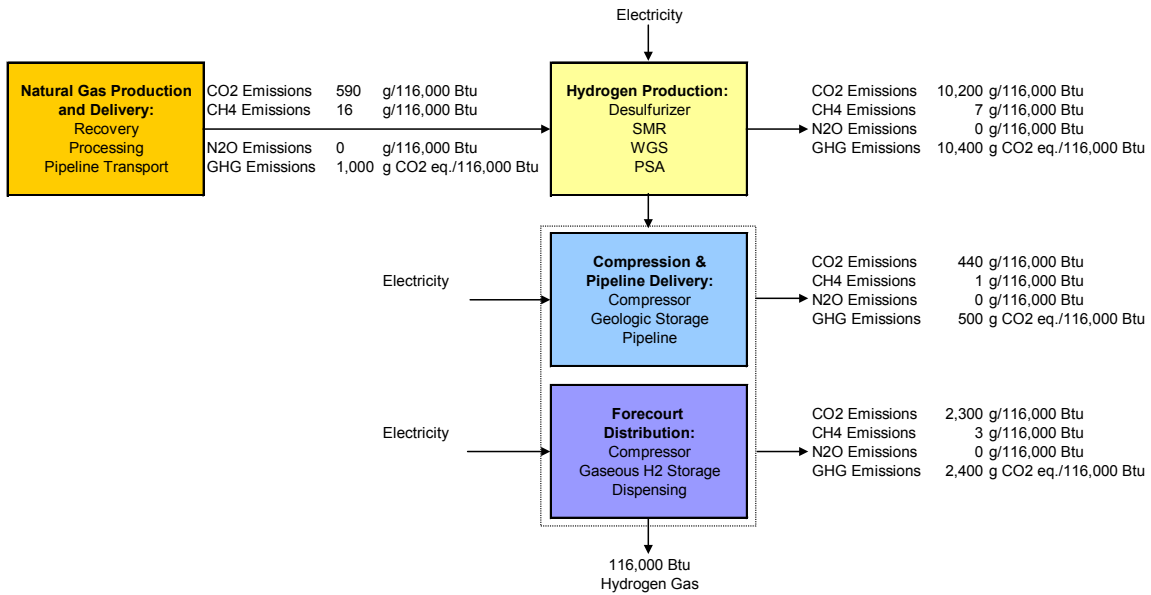 Electricity
Natural Gas Production
and Delivery:
Recovery
Processing
Pipeline Transport
CO2 Emissions 590 g/116,000 Btu
CH4 Emissions 16 g/116,000 Btu
N2O Emissions 0 g/116,000 Btu
GHG Emissions 1,000 g CO2 eq./116,000 Btu
Hydrogen Production:
Desulfurizer
SMR
WGS
PSA
CO2 Emissions 10,200 g/116,000 Btu
CH4 Emissions 7 g/116,000 Btu
N2O Emissions 0 g/116,000 Btu
GHG Emissions 10,400 g CO2 eq./116,000 Btu
Electricity
Compression &
Pipeline Delivery:
Compressor
Geologic Storage
Pipeline
CO2 Emissions 440 g/116,000 Btu
CH4 Emissions 1 g/116,000 Btu
N2O Emissions 0 g/116,000 Btu
GHG Emissions 500 g CO2 eq./116,000 Btu
Electricity
Forecourt
Distribution:
Compressor
Gaseous H2 Storage
Dispensing
CO2 Emissions 2,300 g/116,000 Btu
CH4 Emissions 3 g/116,000 Btu
N2O Emissions 0 g/116,000 Btu
GHG Emissions 2,400 g CO2 eq./116,000 Btu
116,000 Btu
Hydrogen Gas